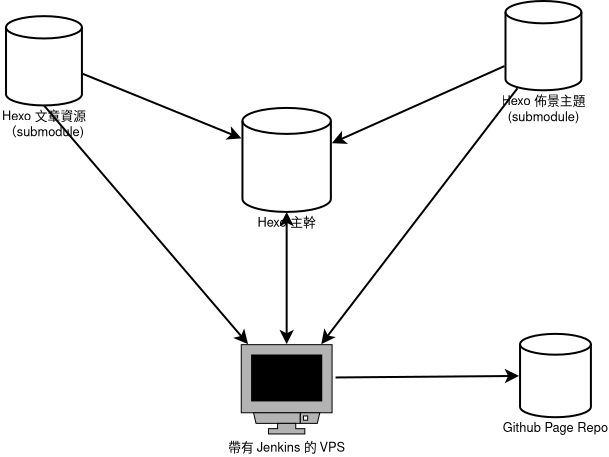 Hexo 文章資源
（submodule）
Hexo 佈景主題
(submodule)
Hexo 主幹
Github Page Repo
帶有 Jenkins 的 VPS